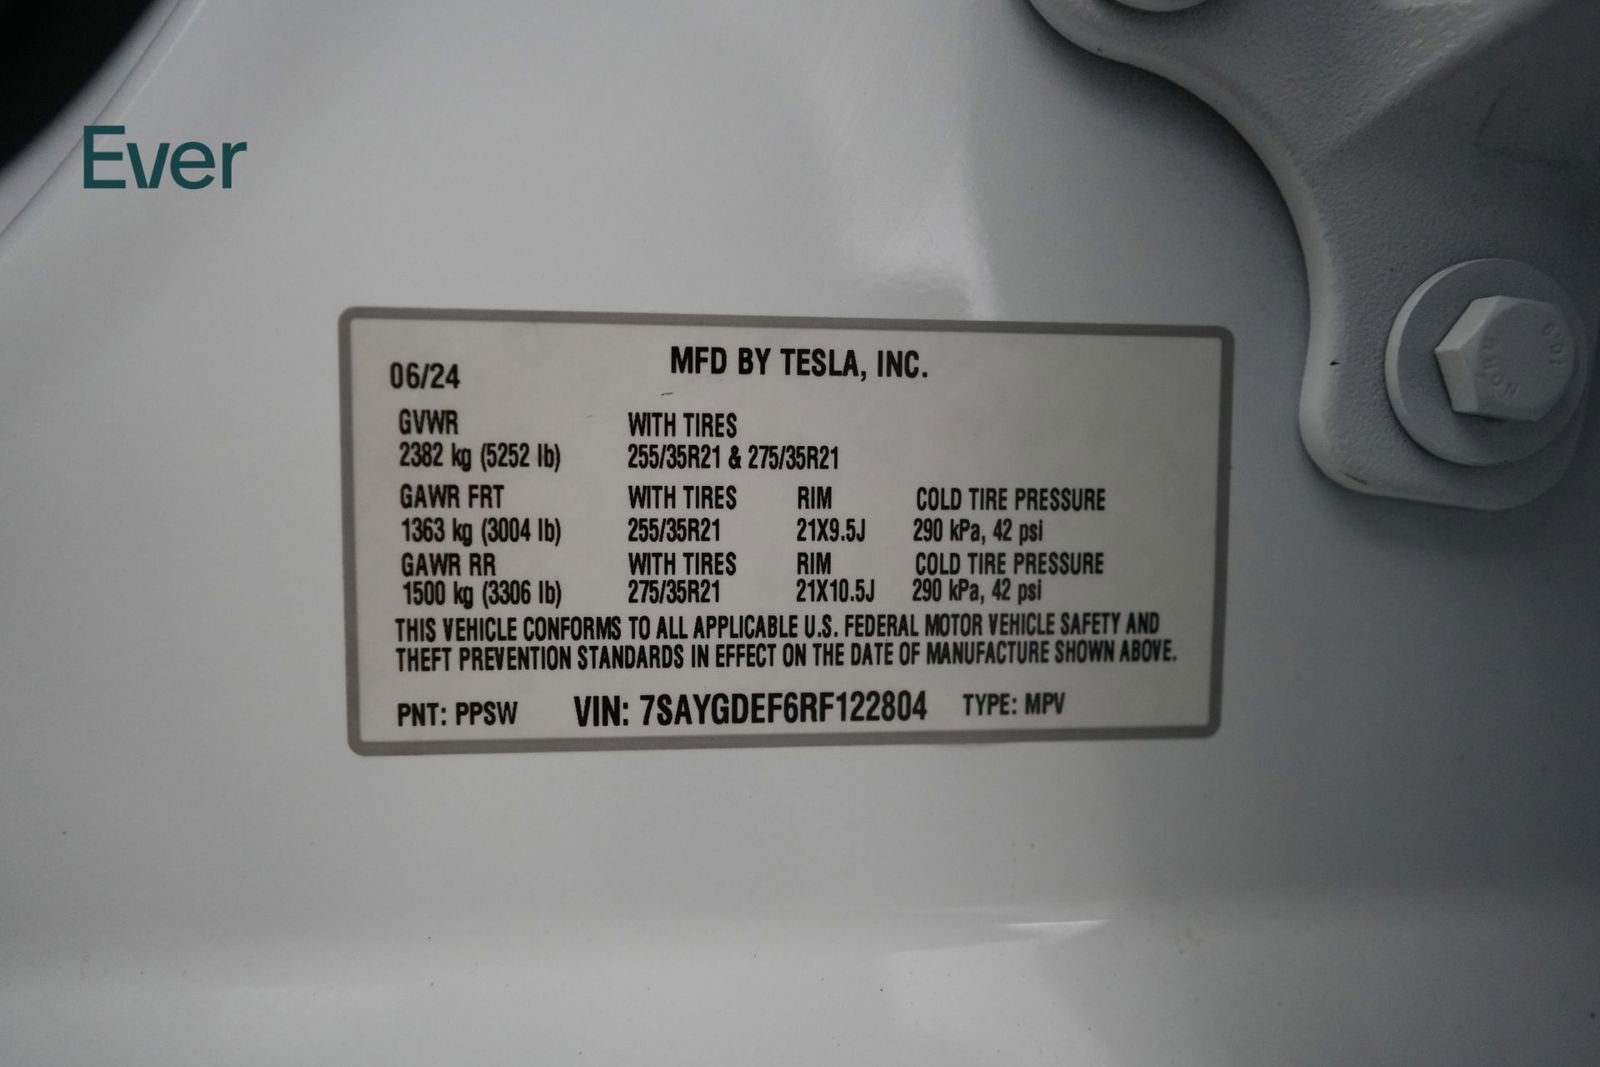 Ever
MFD BY TESLA, INC.
06/24
GVWR WITH TIRES
2382 kg (5252 lb) 255/35R21 & 275/35R21
GAWR FRT WITH TIRES RIM COLD TIRE PRESSURE
1363 kg (3004 lb) 255/35R21 21X9.5J 290 kPa, 42 psi
GAWR RR WITH TIRES RIM COLD TIRE PRESSURE
1500 kg (3306 lb) 275/35R21 21X10.5J 290 kPa, 42 psi
THIS VEHICLE CONFORMS TO ALL APPLICABLE U.S. FEDERAL MOTOR VEHICLE SAFETY AND
THEFT PREVENTION STANDARDS IN EFFECT ON THE DATE OF MANUFACTURE SHOWN ABOVE.
PNT: PPSW VIN: 7SAYGDEF6RF122804 TYPE: MPV